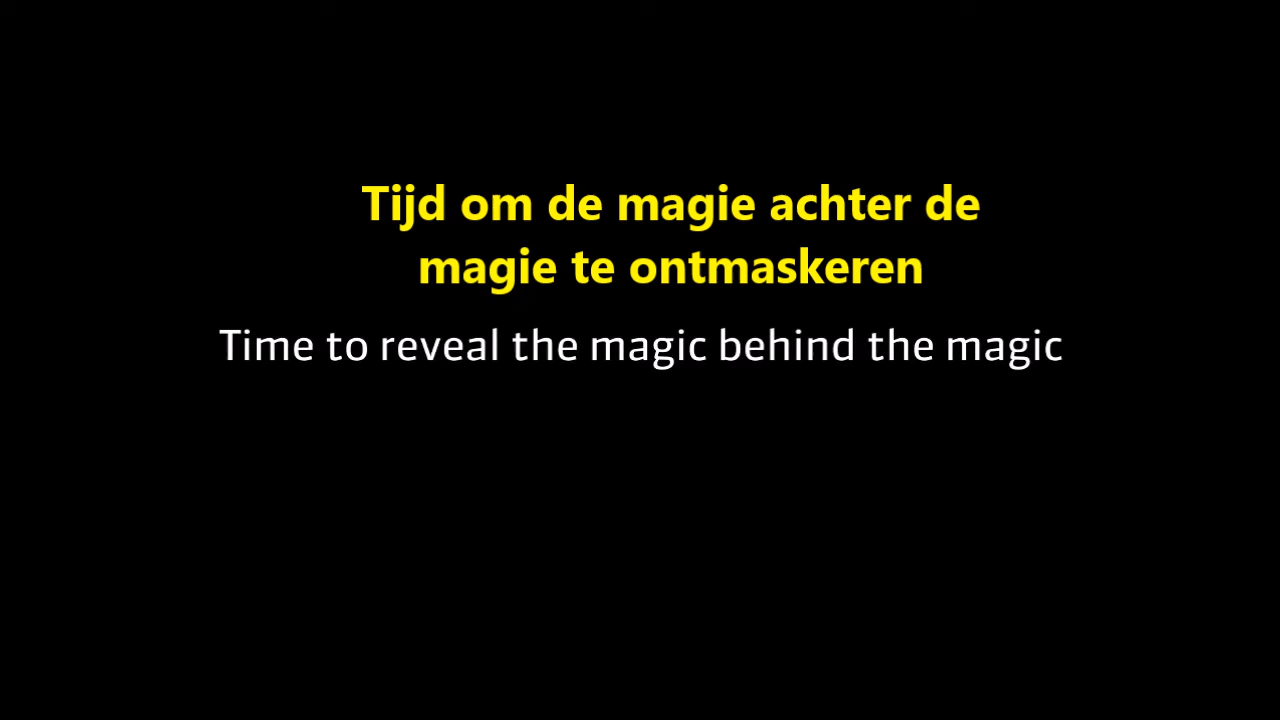 Tijd om de magie achter de
magie te ontmaskeren
Time to reveal the magic behind the magic